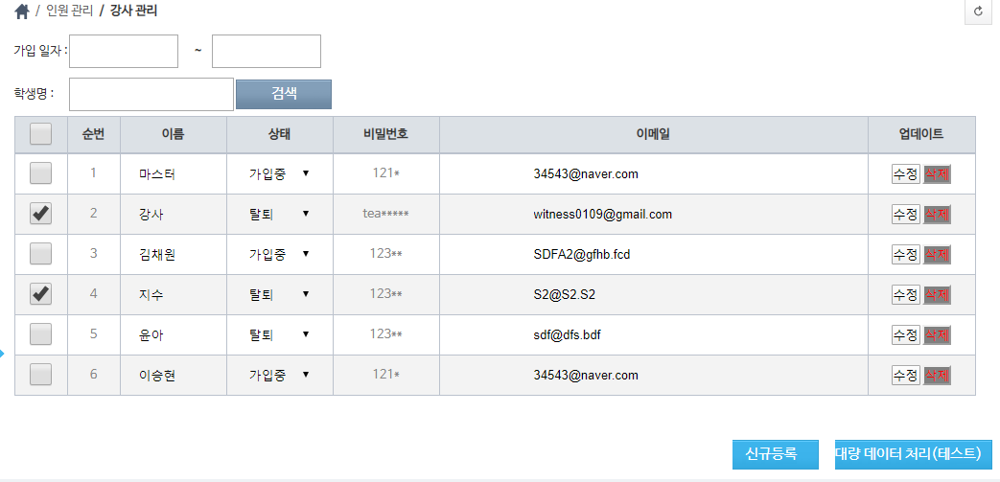 / 인원 관리 / 강사 관리
가입 일자 : ~
학생명 : 검색
순번 이름 상태 비밀번호 이메일 업데이트
1 마스터 가입중 ▼ 121* 34543@naver.com 수정 삭제
2 강사 탈퇴 ▼ tea***** witness0109@gmail.com 수정 삭제
3 김채원 가입중 ▼ 123** SDFA2@gfhb.fcd 수정 삭제
4 지수 탈퇴 ▼ 123** S2@S2.S2 수정 삭제
5 윤아 탈퇴 ▼ 123** sdf@dfs.bdf 수정 삭제
6 이승현 가입중 ▼ 121* 34543@naver.com 수정 삭제
신규등록 대량 데이터 처리(테스트)